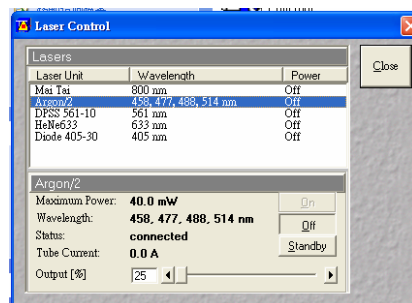 Laser Control
Lasers
Laser Unit Wavelength Power
Mai Tai 800 nm Off
Argon/2 458, 477, 488, 514 nm Off
DPSS 561-10 561 nm Off
HeNe633 633 nm Off
Diode 405-30 405 nm Off
Close
Argon/2
Maximum Power: 40.0 mW
On
Wavelength: 458, 477, 488, 514 nm
Off
Status: connected
Standby
Tube Current: 0.0 A
Output [%] 25